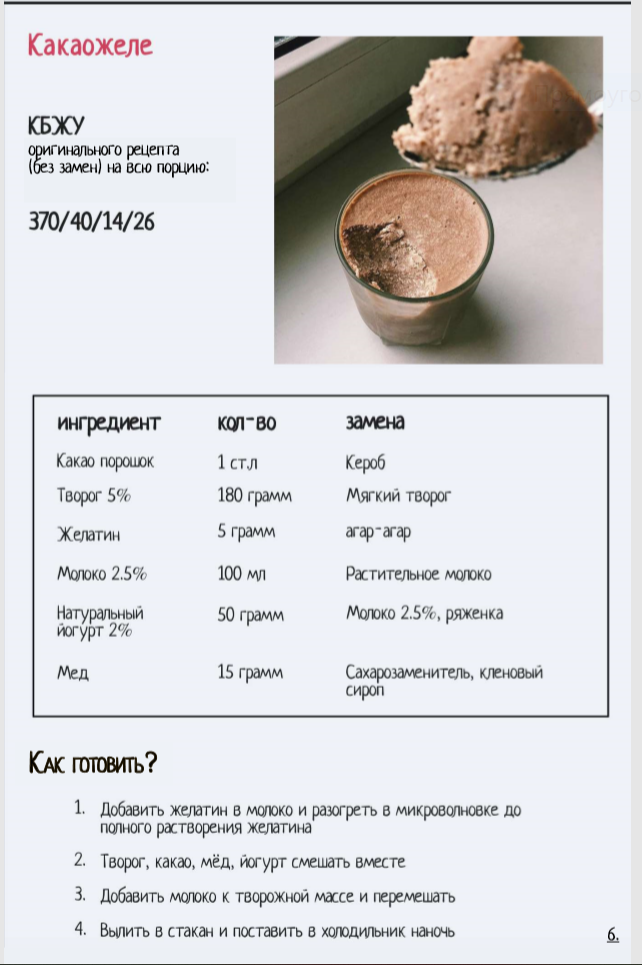 Какаожеле
КБЖУ
оригинального рецепта
(без замен) на всю порцию:
370/40/14/26
ингредиент кол-во замена
Какао порошок 1 ст.л Кероб
Творог 5% 180 грамм Мягкий творог
Желатин 5 грамм агар-агар
Молоко 2.5% 100 мл Растительное молоко
Натуральный 50 грамм Молоко 2.5%, ряженка
йогурт 2%
Мед 15 грамм Сахарозаменитель, кленовый
сироп
Как готовить?
1. Добавить желатин в молоко и разогреть в микроволновке до
полного растворения желатина
2. Творог, какао, мёд, йогурт смешать вместе
3. Добавить молоко к творожной массе и перемешать
4. Вылить в стакан и поставить в холодильник наночь
6.